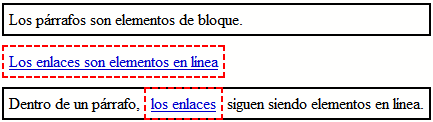 Los párrafos son elementos de bloque.
Los enlaces son elementos en línea
Dentro de un párrafo, los enlaces siguen siendo elementos en línea.